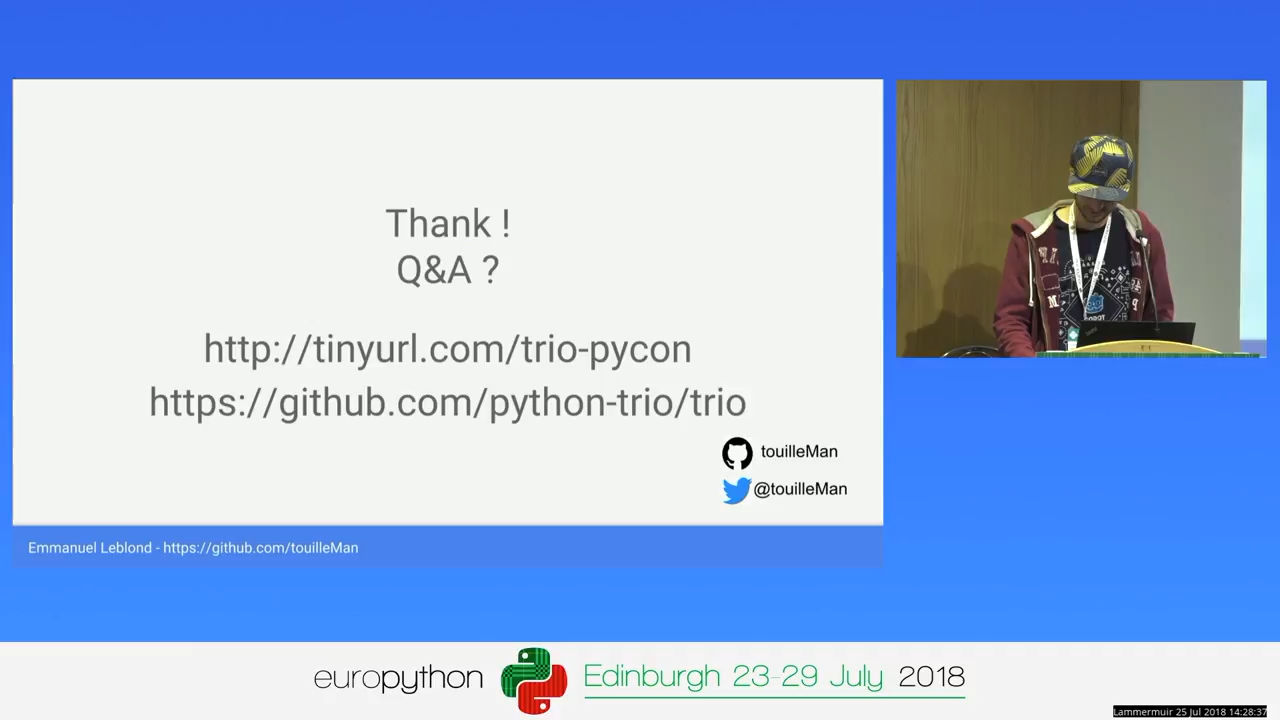 Thank !
Q&A ?
http://tinyurl.com/trio-pycon
https://github.com/python-trio/trio
touilleMan
@touilleMan
Emmanuel Leblond - https://github.com/touilleMan
europython
Edinburgh 23-29 July 2018
Lammermuir 25 Jul 2018 14:28:37